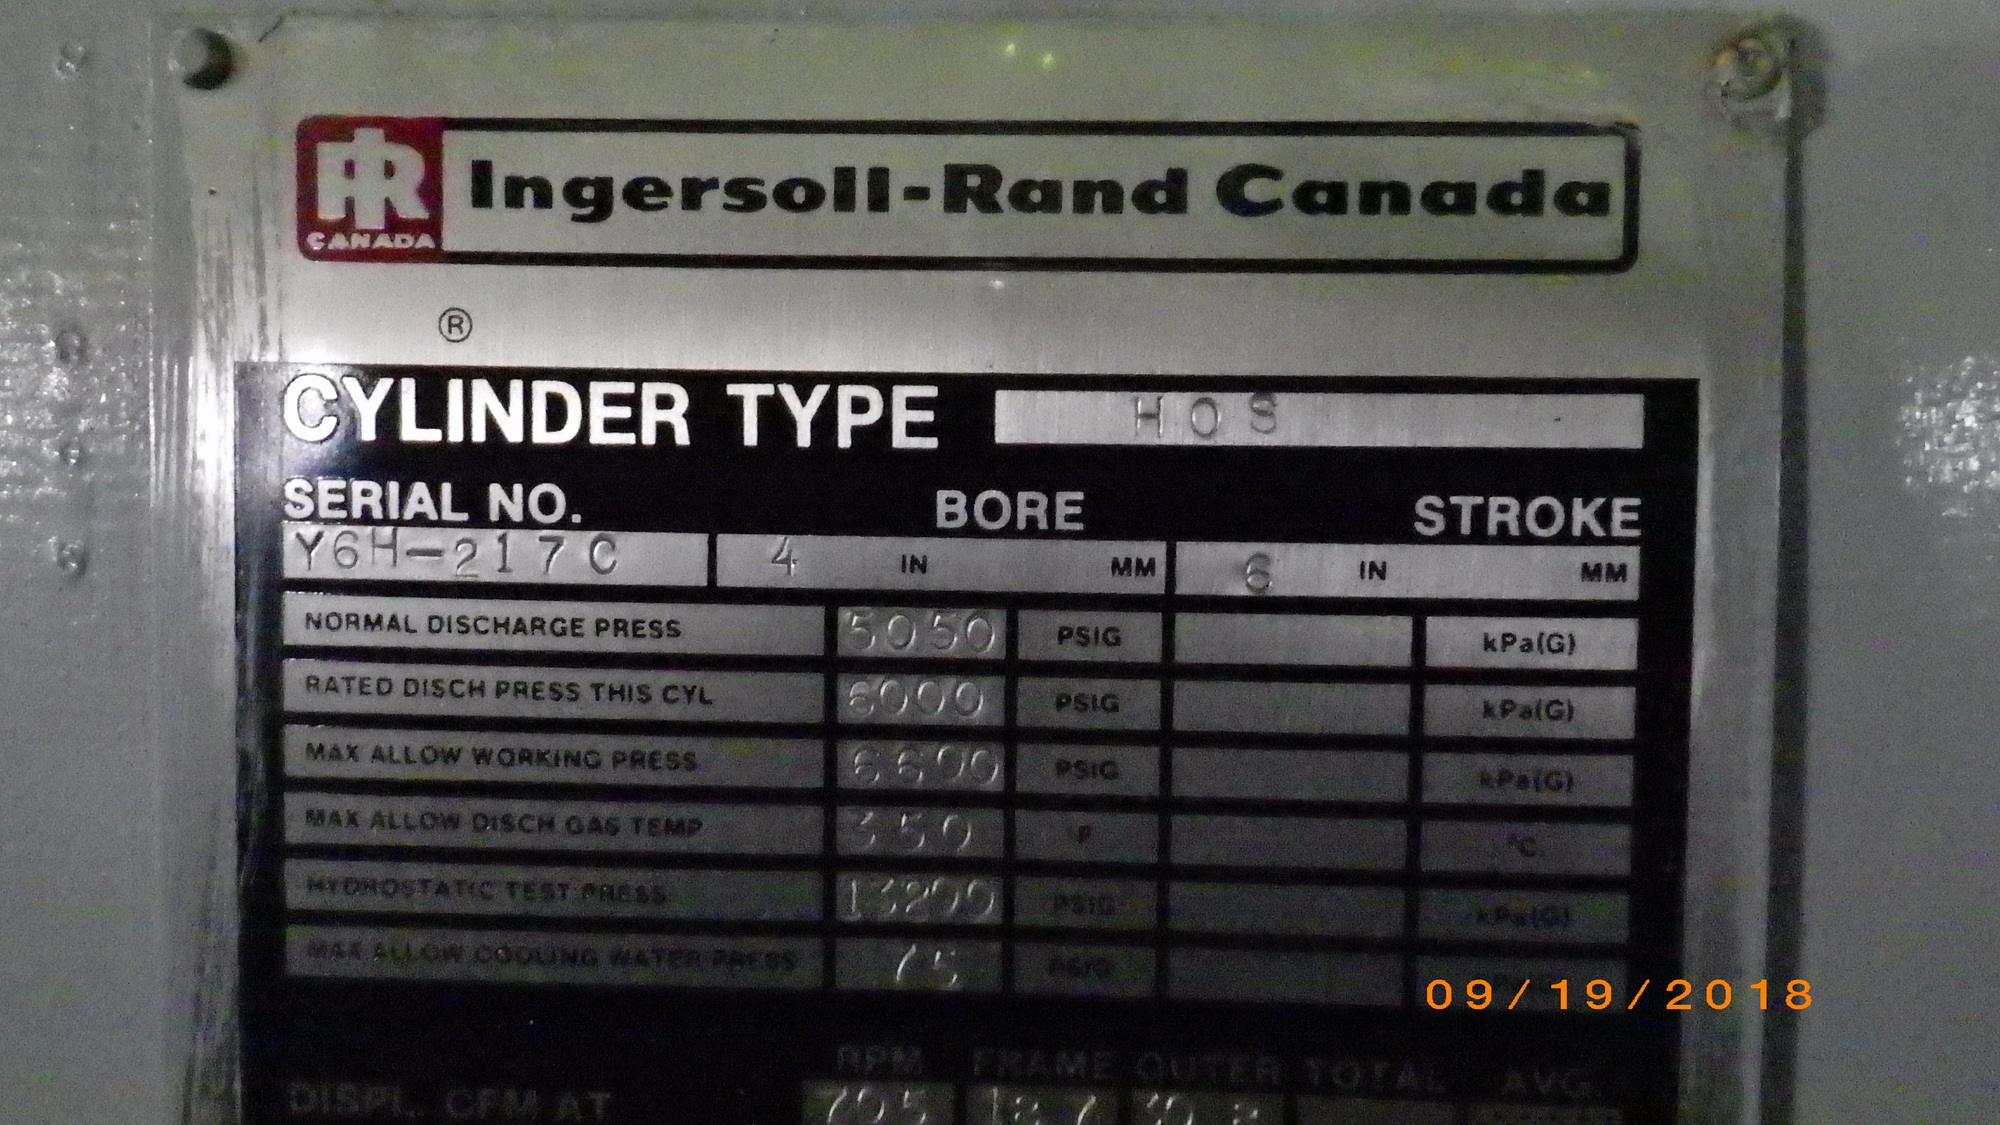 IR
CANADA
Ingersoll-Rand Canada
®
CYLINDER TYPE HOS
SERIAL NO. BORE STROKE
Y6H-217C 4 IN MM 6 IN MM
NORMAL DISCHARGE PRESS 5050 PSIG kPa(G)
RATED DISCH PRESS THIS CYL 6000 PSIG kPa(G)
MAX ALLOW WORKING PRESS 6600 PSIG kPa(G)
MAX ALLOW DISCH GAS TEMP 350 °F °C
HYDROSTATIC TEST PRESS 13200 PSIG kPa(G)
MAX ALLOW COOLING WATER PRESS 75 PSIG
09/19/2018
RPM FRAME OUTER TOTAL AVG.
DISPL. CFM AT 705